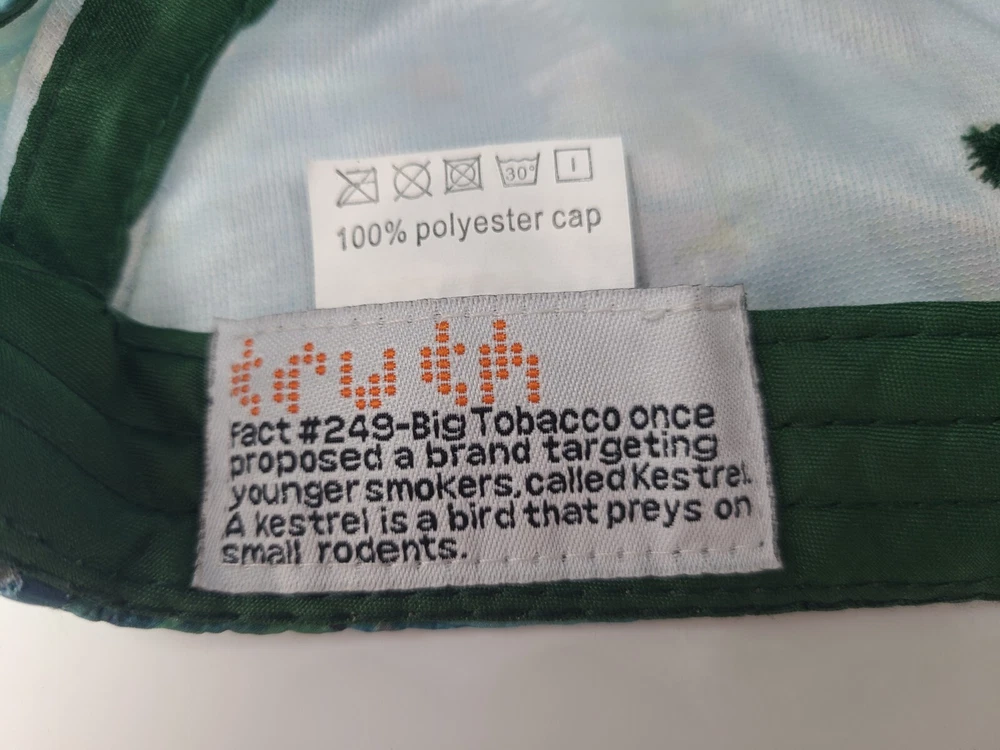 30°
100% polyester cap
truth
Fact #249-Big Tobacco once
proposed a brand targeting
younger smokers, called Kestrel.
A kestrel is a bird that preys on
small rodents.